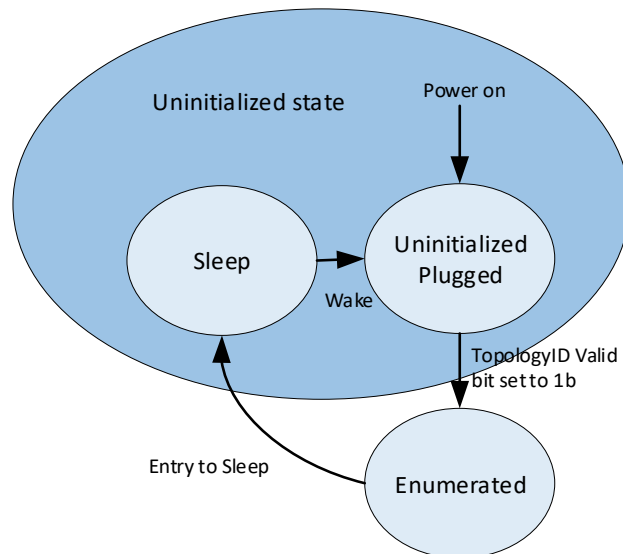 Power on
Uninitialized state
Sleep
Uninitialized
Plugged
Wake
TopologyID Valid
bit set to 1b
Entry to Sleep
Enumerated